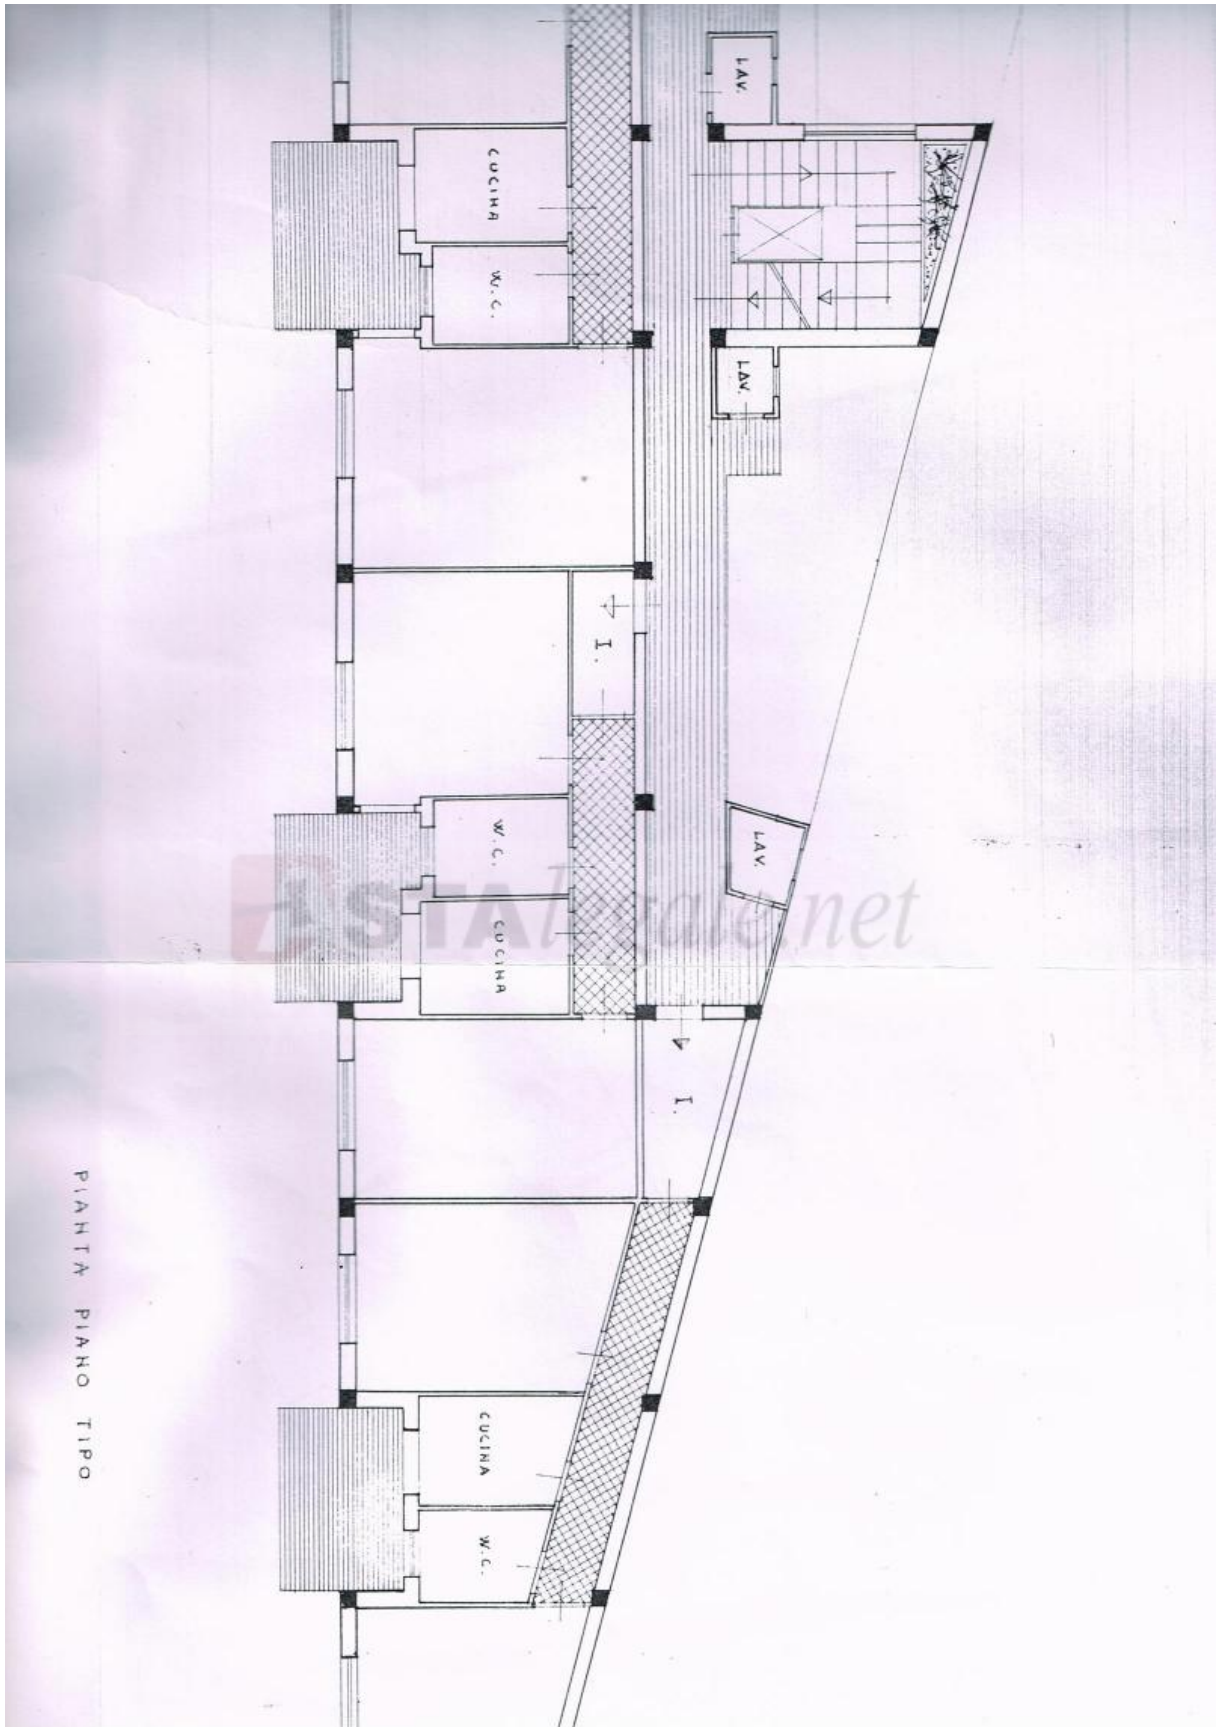 LAV.
CUCINA
W.C.
LAV.
I.
W.C.
LAV.
CUCINA
ASTAlegale.net
I.
CUCINA
W.C.
PIANTA PIANO TIPO